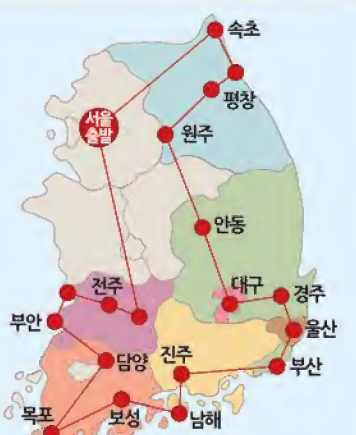 속초
평창
서울
출발
원주
안동
대구
경주
전주
울산
부안
담양
진주
부산
목포
보성
남해